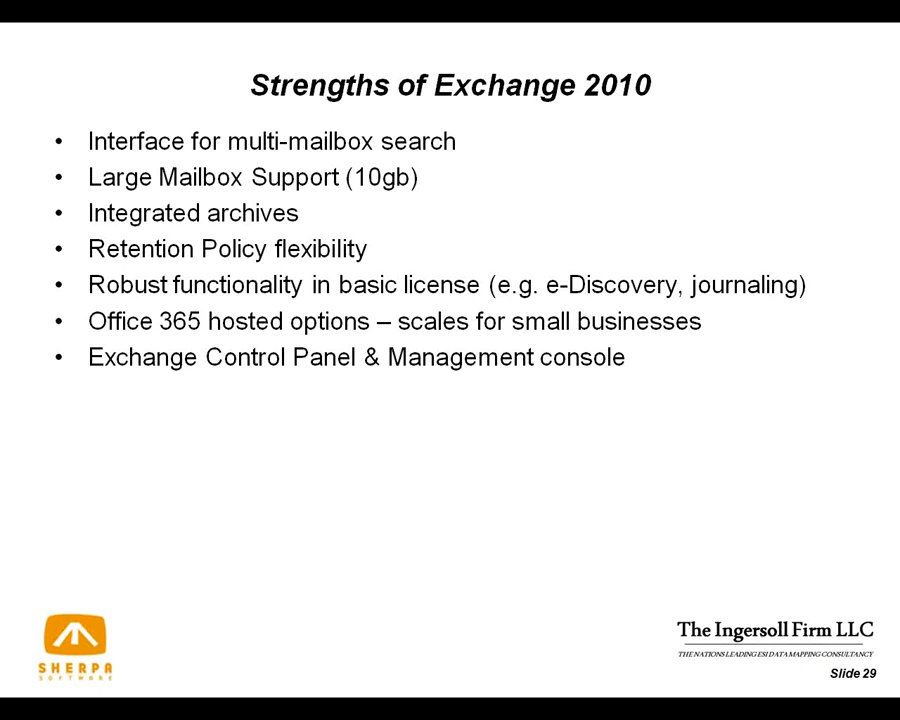 Strengths of Exchange 2010
• Interface for multi-mailbox search
• Large Mailbox Support (10gb)
• Integrated archives
• Retention Policy flexibility
• Robust functionality in basic license (e.g. e-Discovery, journaling)
• Office 365 hosted options – scales for small businesses
• Exchange Control Panel & Management console
SHERPA
SOFTWARE
The Ingersoll Firm LLC
THE NATIONS LEADING ESI DATA MAPPING CONSULTANCY
Slide 29